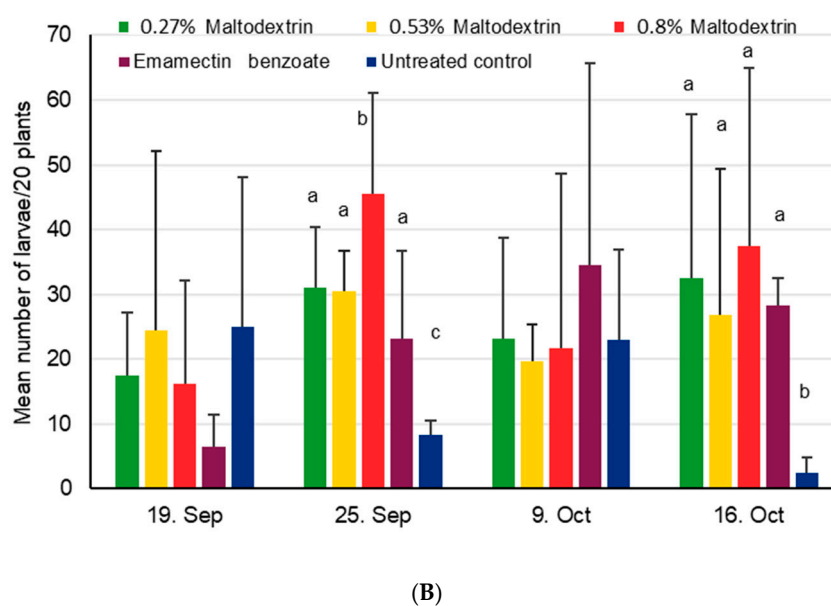 0.27% Maltodextrin 0.53% Maltodextrin 0.8% Maltodextrin
Emamectin benzoate Untreated control
Mean number of larvae/20 plants
70
60
50
40
30
20
10
0
a a b a c
a a a a b
19. Sep 25. Sep 9. Oct 16. Oct
(B)